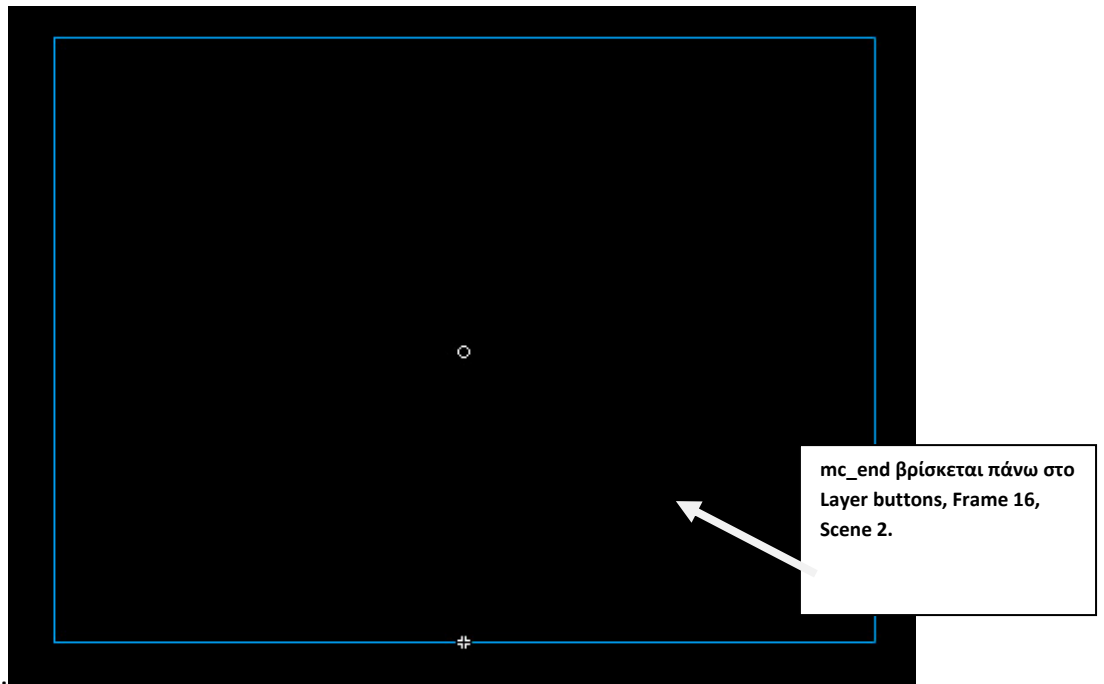 mc_end βρίσκεται πάνω στο
Layer buttons, Frame 16,
Scene 2.
.